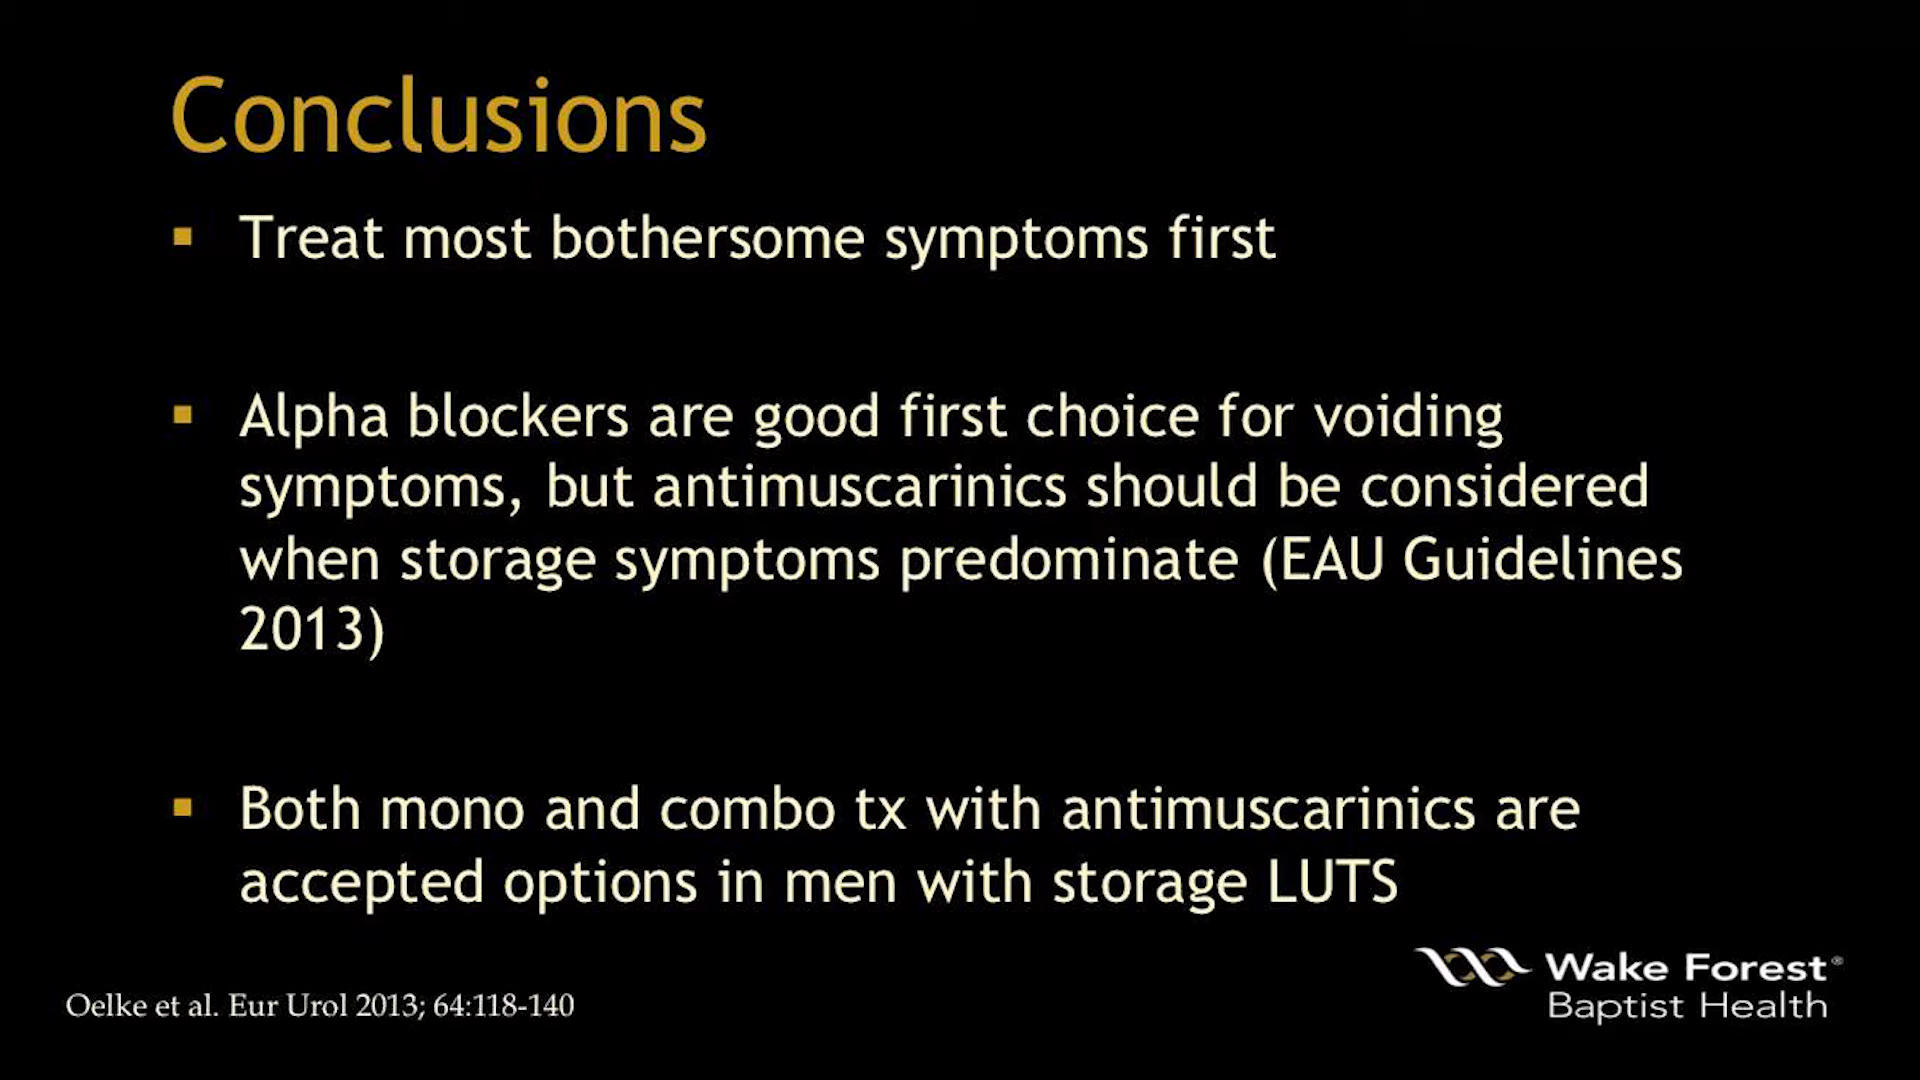 Conclusions
▪ Treat most bothersome symptoms first
▪ Alpha blockers are good first choice for voiding
symptoms, but antimuscarinics should be considered
when storage symptoms predominate (EAU Guidelines
2013)
▪ Both mono and combo tx with antimuscarinics are
accepted options in men with storage LUTS
Oelke et al. Eur Urol 2013; 64:118-140
Wake Forest®
Baptist Health